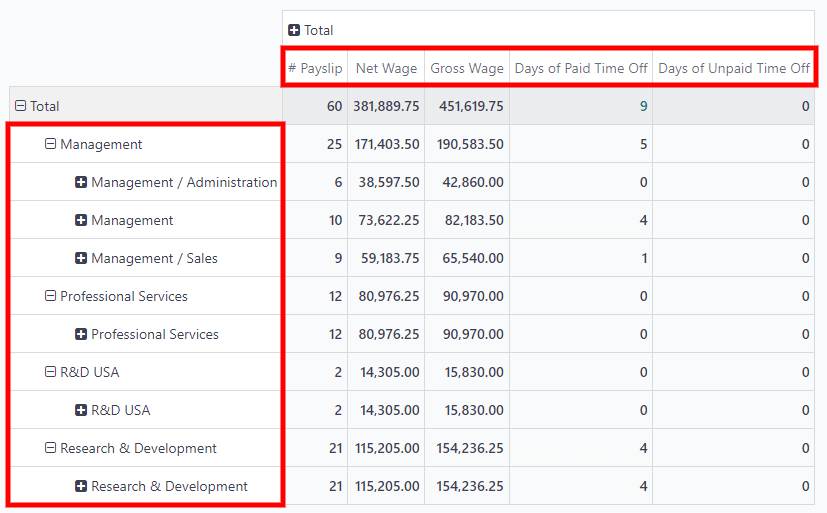 Total
# Payslip Net Wage Gross Wage Days of Paid Time Off Days of Unpaid Time Off
Total 60 381,889.75 451,619.75 9 0
Management 25 171,403.50 190,583.50 5 0
Management / Administration 6 38,597.50 42,860.00 0 0
Management 10 73,622.25 82,183.50 4 0
Management / Sales 9 59,183.75 65,540.00 1 0
Professional Services 12 80,976.25 90,970.00 0 0
Professional Services 12 80,976.25 90,970.00 0 0
R&D USA 2 14,305.00 15,830.00 0 0
R&D USA 2 14,305.00 15,830.00 0 0
Research & Development 21 115,205.00 154,236.25 4 0
Research & Development 21 115,205.00 154,236.25 4 0